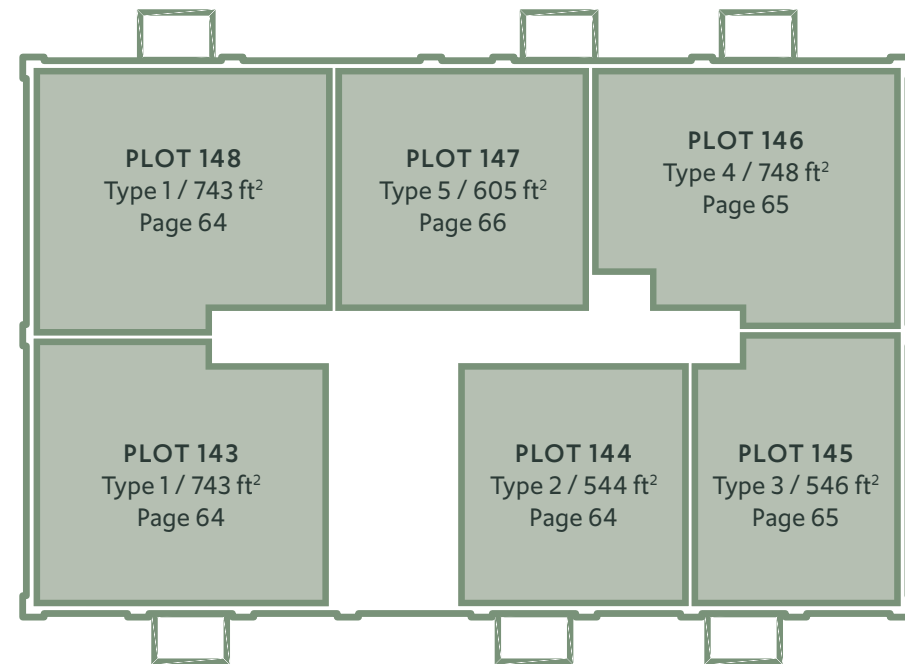 PLOT 148
Type 1 / 743 ft²
Page 64
PLOT 147
Type 5 / 605 ft²
Page 66
PLOT 146
Type 4 / 748 ft²
Page 65
PLOT 143
Type 1 / 743 ft²
Page 64
PLOT 144
Type 2 / 544 ft²
Page 64
PLOT 145
Type 3 / 546 ft²
Page 65